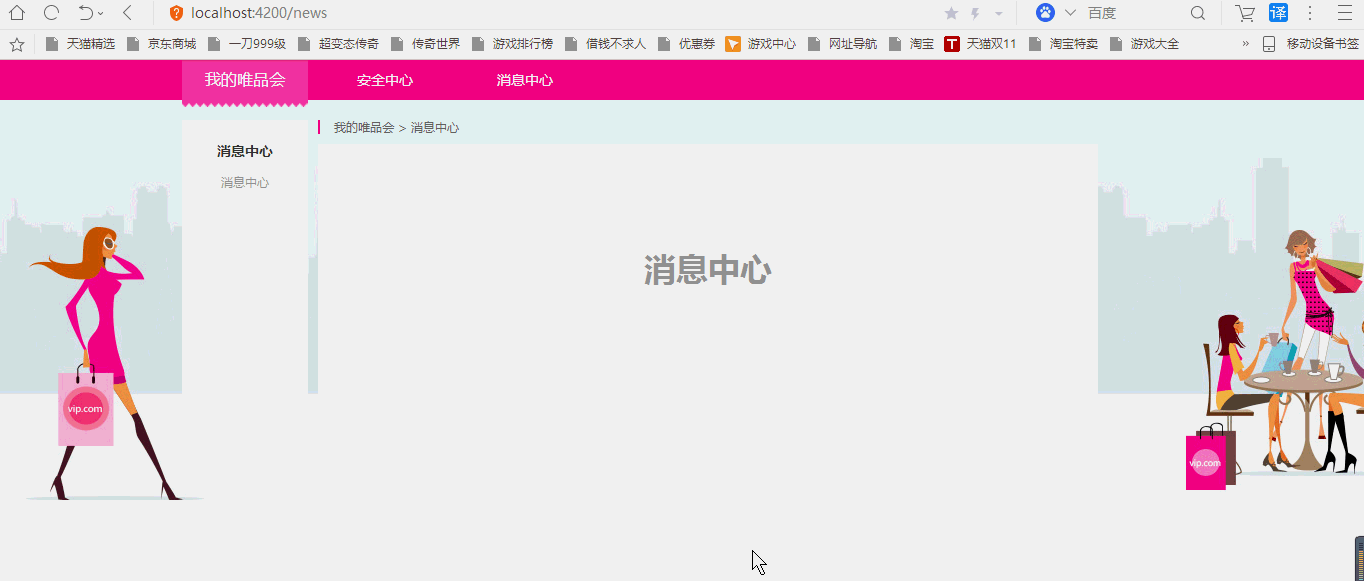 localhost:4200/news 百度 译
天猫精选 京东商城 一刀999级 超变态传奇 传奇世界 游戏排行榜 借钱不求人 优惠券 游戏中心 网址导航 淘宝 T 天猫双11 淘宝特卖 游戏大全 » 移动设备书签
我的唯品会 安全中心 消息中心
我的唯品会 > 消息中心
消息中心
消息中心
消息中心
vip.com
vip.com